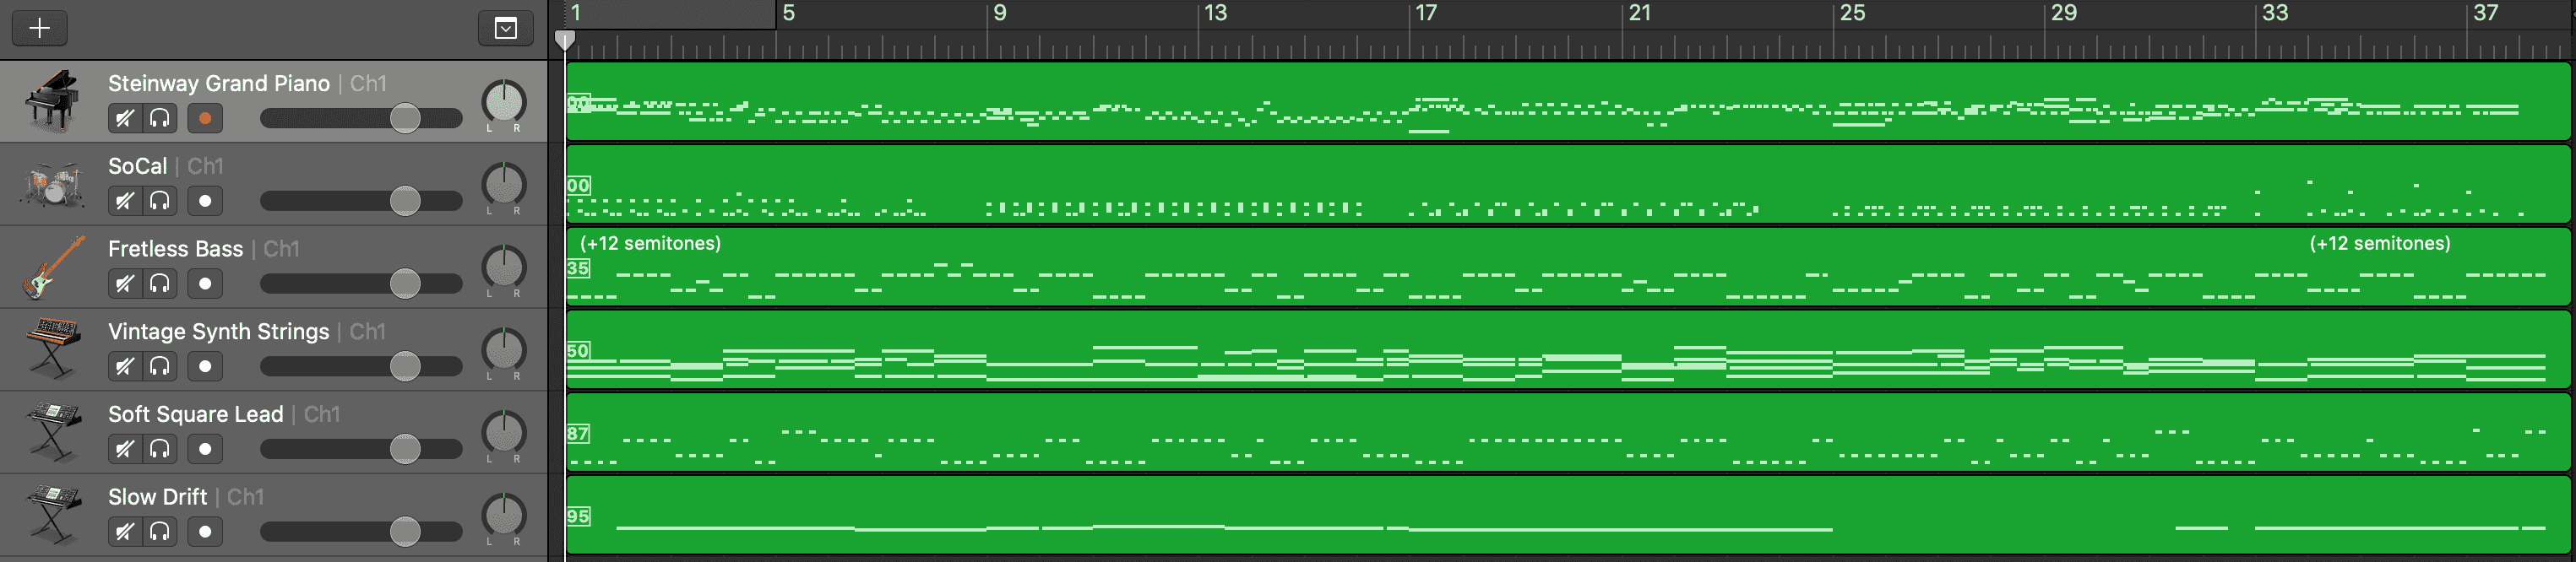 1 5 9 13 17 21 25 29 33 37
Steinway Grand Piano | Ch1
L R
00
SoCal | Ch1
L R
00
Fretless Bass | Ch1
L R
(+12 semitones) (+12 semitones)
35
Vintage Synth Strings | Ch1
L R
50
Soft Square Lead | Ch1
L R
87
Slow Drift | Ch1
L R
95